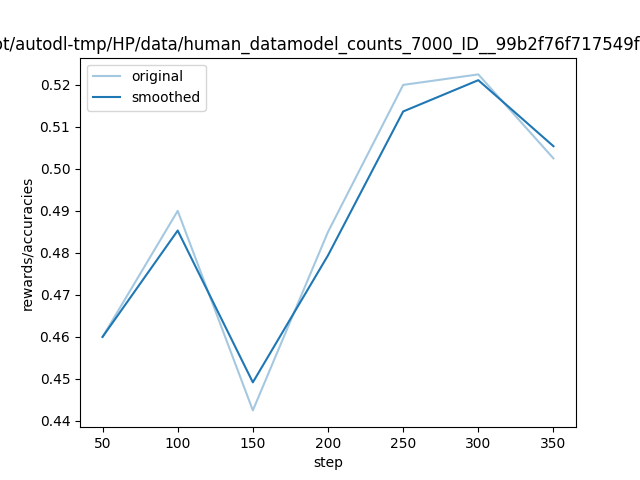 ot/autodl-tmp/HP/data/human_datamodel_counts_7000_ID__99b2f76f717549f
original
smoothed
0.52
0.51
0.50
0.49
0.48
0.47
0.46
0.45
0.44
rewards/accuracies
50 100 150 200 250 300 350
step